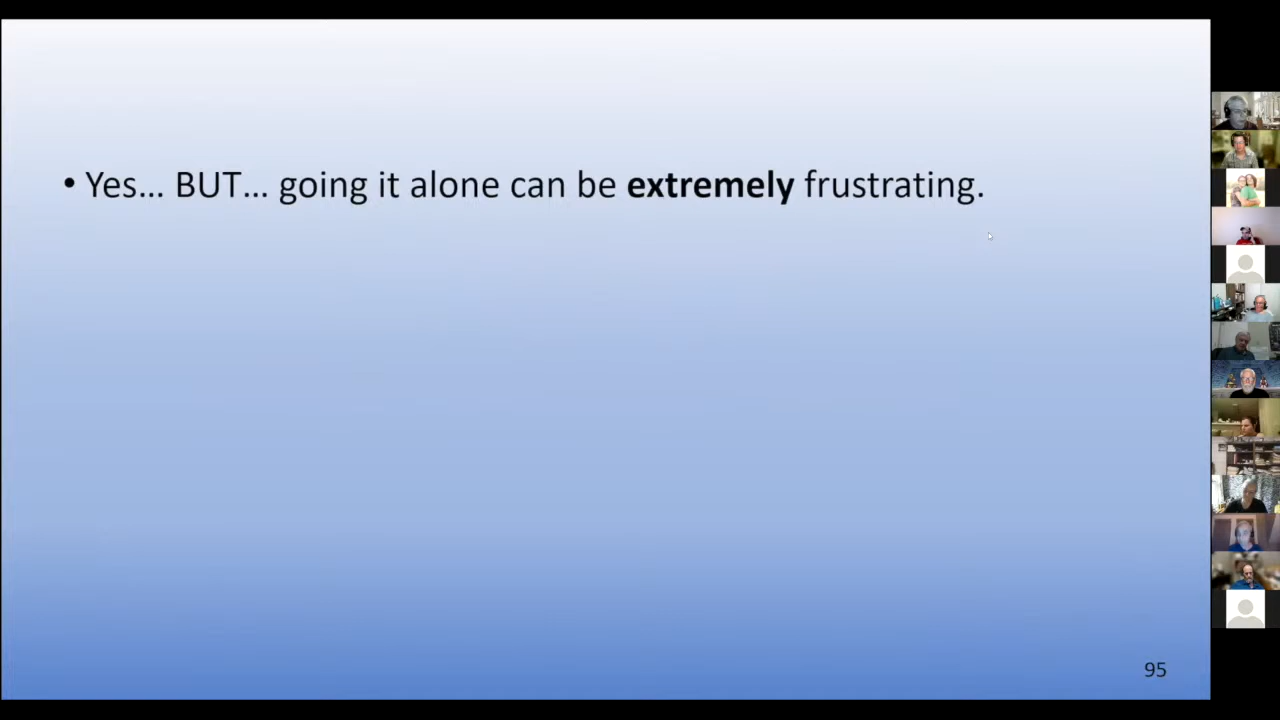 • Yes... BUT... going it alone can be extremely frustrating.
95